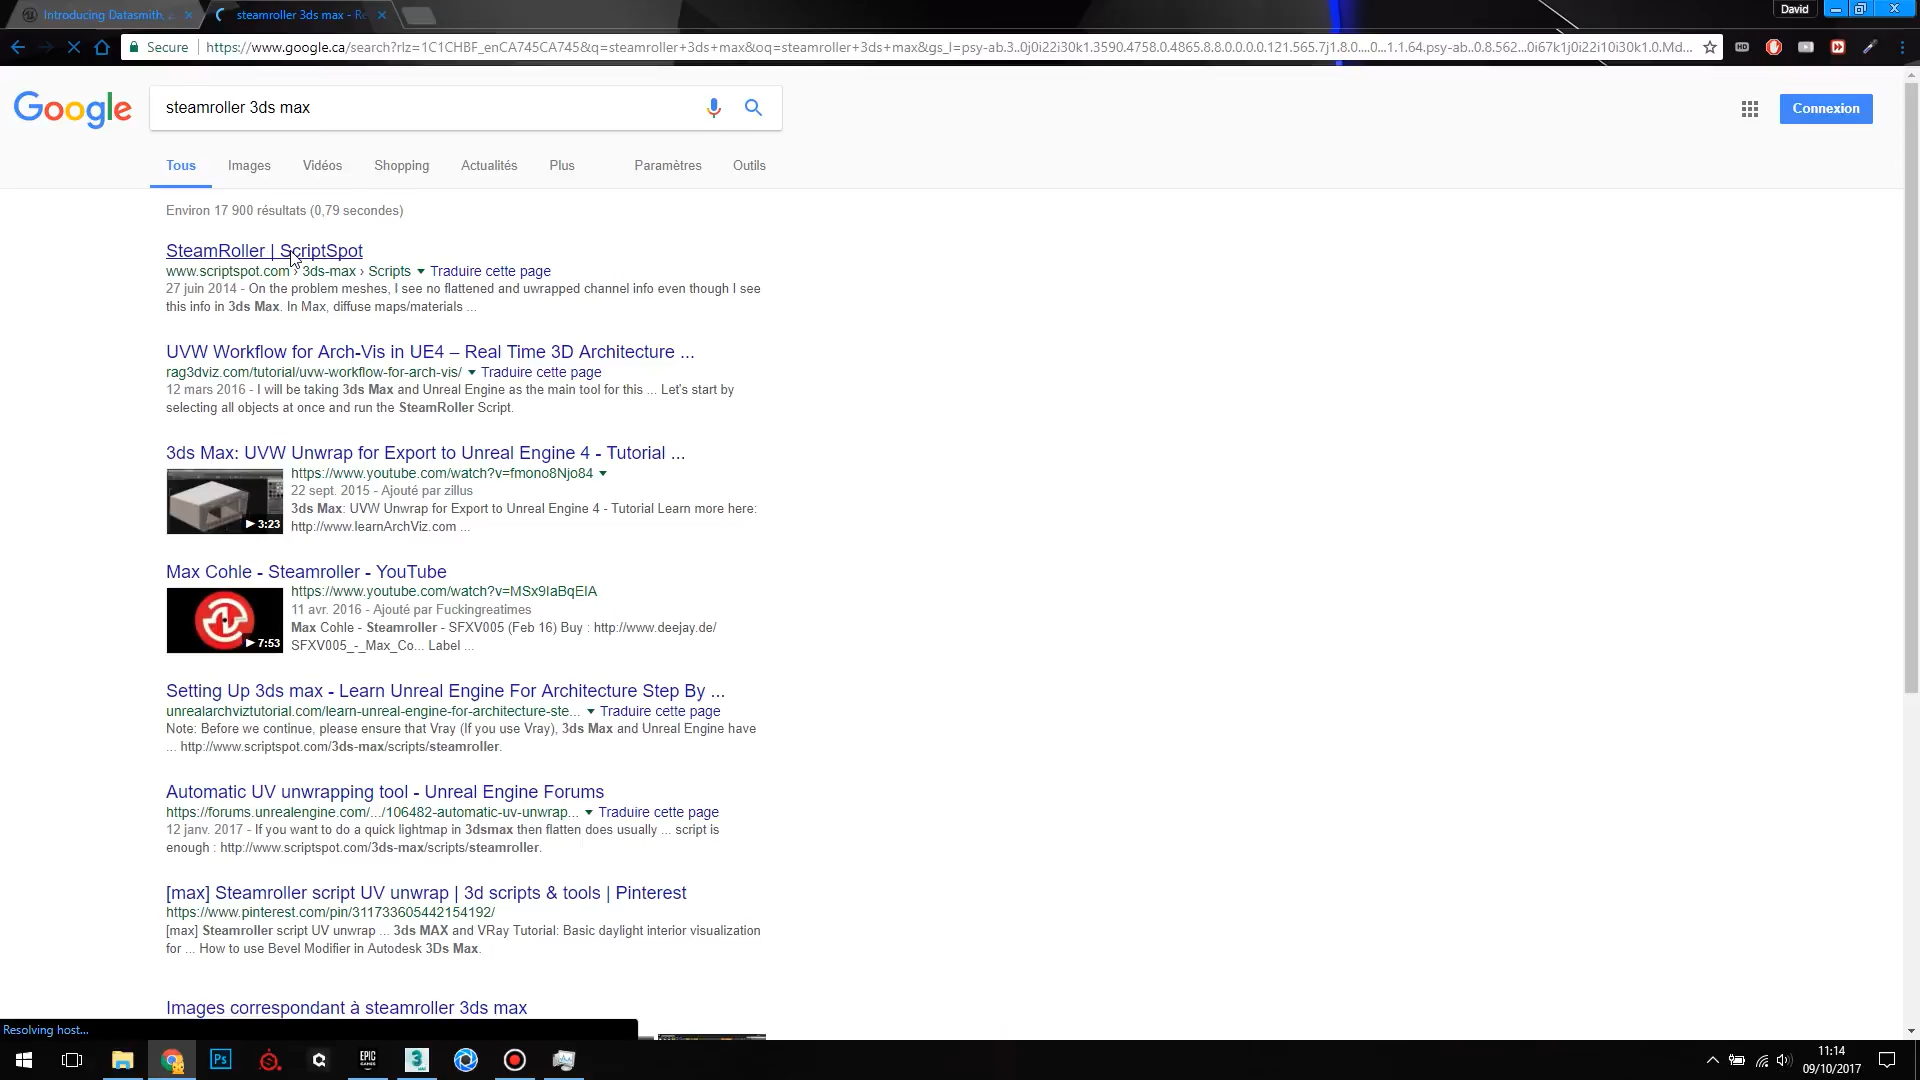 Introducing Datasmith,
steamroller 3ds max - Re
David
Secure
https://www.google.ca/search?rlz=1C1CHBF_enCA745CA745&q=steamroller+3ds+max&oq=steamroller+3ds+max&gs_l=psy-ab.3..0j0i22i30k1.3590.4758.0.4865.8.8.0.0.0.0.121.565.7j1.8.0....0...1.1.64.psy-ab..0.8.562...0i67k1j0i22i10i30k1.0.Md...
Google
steamroller 3ds max
Connexion
Tous Images Vidéos Shopping Actualités Plus Paramètres Outils
Environ 17 900 résultats (0,79 secondes)
SteamRoller | ScriptSpot
www.scriptspot.com › 3ds-max › Scripts ▼ Traduire cette page
27 juin 2014 - On the problem meshes, I see no flattened and uwrapped channel info even though I see
this info in 3ds Max. In Max, diffuse maps/materials ...
UVW Workflow for Arch-Vis in UE4 – Real Time 3D Architecture ...
rag3dviz.com/tutorial/uvw-workflow-for-arch-vis/ ▼ Traduire cette page
12 mars 2016 - I will be taking 3ds Max and Unreal Engine as the main tool for this ... Let's start by
selecting all objects at once and run the SteamRoller Script.
3ds Max: UVW Unwrap for Export to Unreal Engine 4 - Tutorial ...
https://www.youtube.com/watch?v=fmono8Njo84 ▼
22 sept. 2015 - Ajouté par zillus
3ds Max: UVW Unwrap for Export to Unreal Engine 4 - Tutorial Learn more here:
http://www.learnArchViz.com ...
3:23
Max Cohle - Steamroller - YouTube
https://www.youtube.com/watch?v=MSx9IaBqEIA
11 avr. 2016 - Ajouté par Fuckingreatimes
Max Cohle - Steamroller - SFXV005 (Feb 16) Buy : http://www.deejay.de/
SFXV005_-_Max_Co... Label ...
7:53
Setting Up 3ds max - Learn Unreal Engine For Architecture Step By ...
unrealarchviztutorial.com/learn-unreal-engine-for-architecture-ste... ▼ Traduire cette page
Note: Before we continue, please ensure that Vray (If you use Vray), 3ds Max and Unreal Engine have
... http://www.scriptspot.com/3ds-max/scripts/steamroller.
Automatic UV unwrapping tool - Unreal Engine Forums
https://forums.unrealengine.com/.../106482-automatic-uv-unwrap... ▼ Traduire cette page
12 janv. 2017 - If you want to do a quick lightmap in 3dsmax then flatten does usually ... script is
enough : http://www.scriptspot.com/3ds-max/scripts/steamroller.
[max] Steamroller script UV unwrap | 3d scripts & tools | Pinterest
https://www.pinterest.com/pin/311733605442154192/
[max] Steamroller script UV unwrap ... 3ds MAX and VRay Tutorial: Basic daylight interior visualization
for ... How to use Bevel Modifier in Autodesk 3Ds Max.
Images correspondant à steamroller 3ds max
Resolving host...
Ps
EPIC
GAMES
3
11:14
09/10/2017